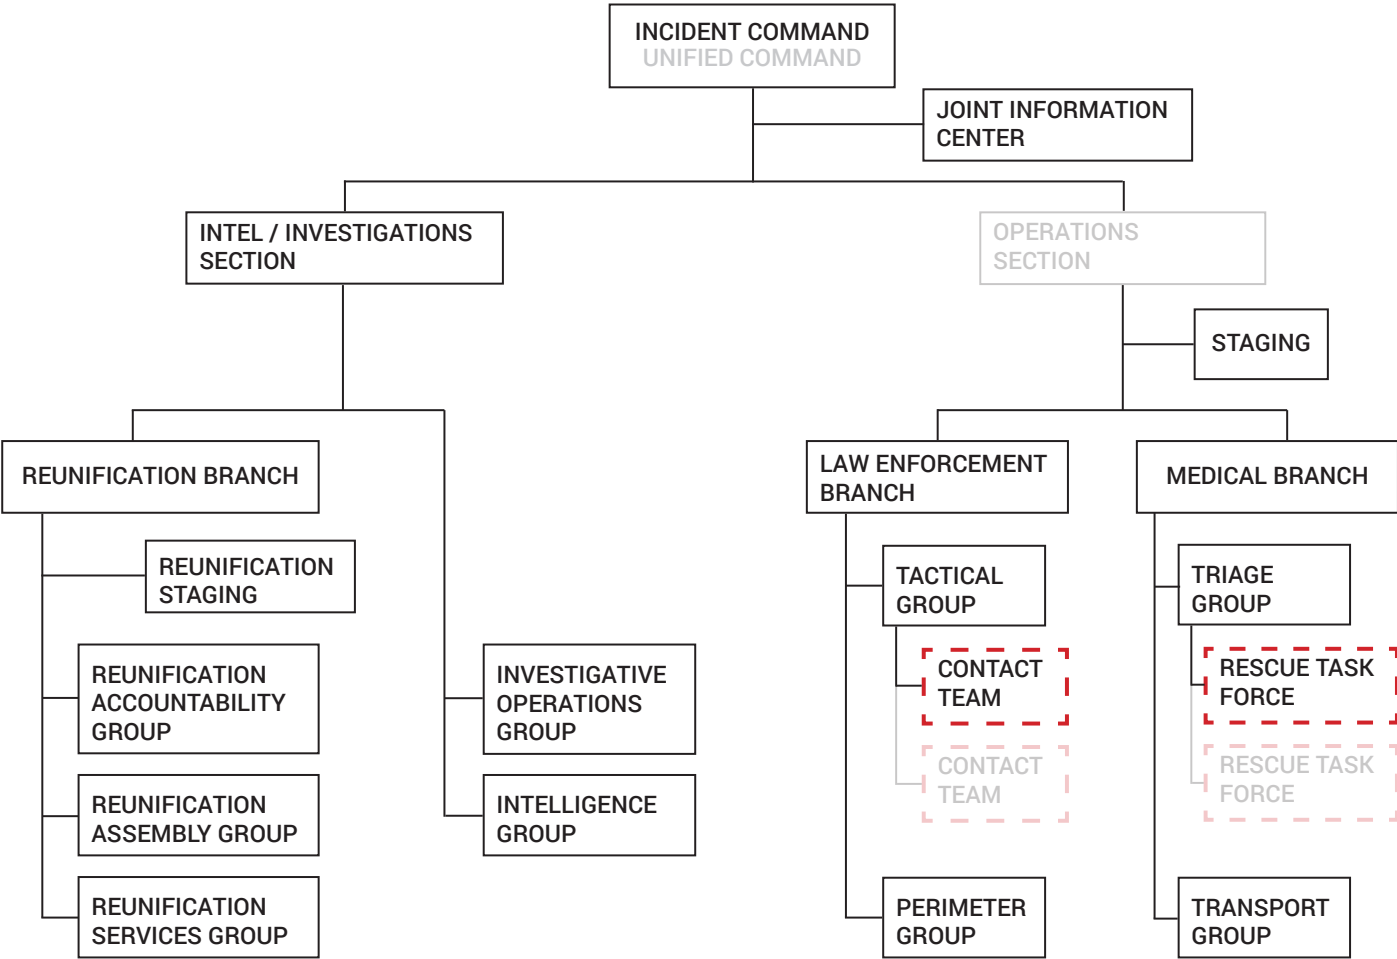 INCIDENT COMMAND
UNIFIED COMMAND
JOINT INFORMATION
CENTER
INTEL / INVESTIGATIONS
SECTION
OPERATIONS
SECTION
STAGING
REUNIFICATION BRANCH
LAW ENFORCEMENT
BRANCH
MEDICAL BRANCH
REUNIFICATION
STAGING
TACTICAL
GROUP
TRIAGE
GROUP
REUNIFICATION
ACCOUNTABILITY
GROUP
INVESTIGATIVE
OPERATIONS
GROUP
CONTACT
TEAM
RESCUE TASK
FORCE
CONTACT
TEAM
RESCUE TASK
FORCE
REUNIFICATION
ASSEMBLY GROUP
INTELLIGENCE
GROUP
REUNIFICATION
SERVICES GROUP
PERIMETER
GROUP
TRANSPORT
GROUP